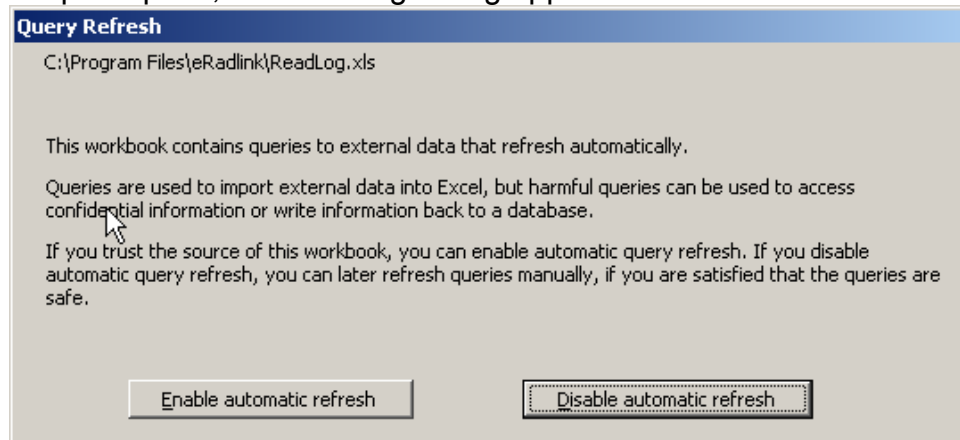 Query Refresh
C:\Program Files\eRadlink\ReadLog.xls
This workbook contains queries to external data that refresh automatically.
Queries are used to import external data into Excel, but harmful queries can be used to access
confidential information or write information back to a database.
If you trust the source of this workbook, you can enable automatic query refresh. If you disable
automatic query refresh, you can later refresh queries manually, if you are satisfied that the queries are
safe.
Enable automatic refresh
Disable automatic refresh